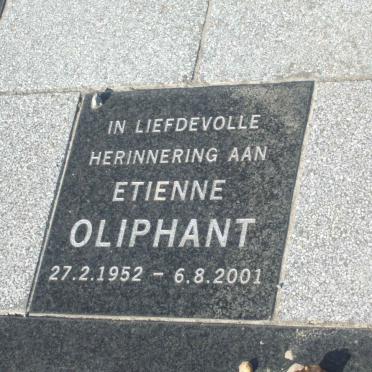 IN LIEFDEVOLLE
HERINNERING AAN
ETIENNE
OLIPHANT
27.2.1952 - 6.8.2001